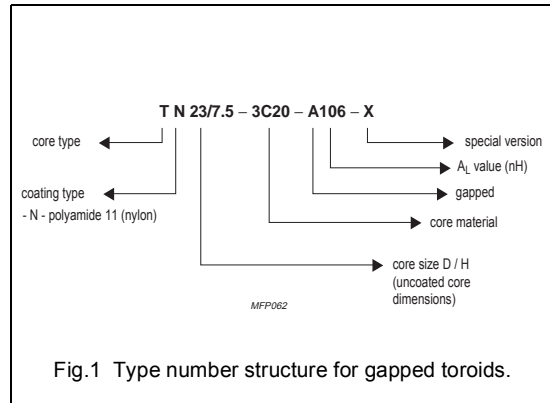 T N 23/7.5 – 3C20 – A106 – X
core type
special version
AL value (nH)
coating type
gapped
- N - polyamide 11 (nylon)
core material
core size D / H
(uncoated core
dimensions)
MFP062
Fig.1 Type number structure for gapped toroids.